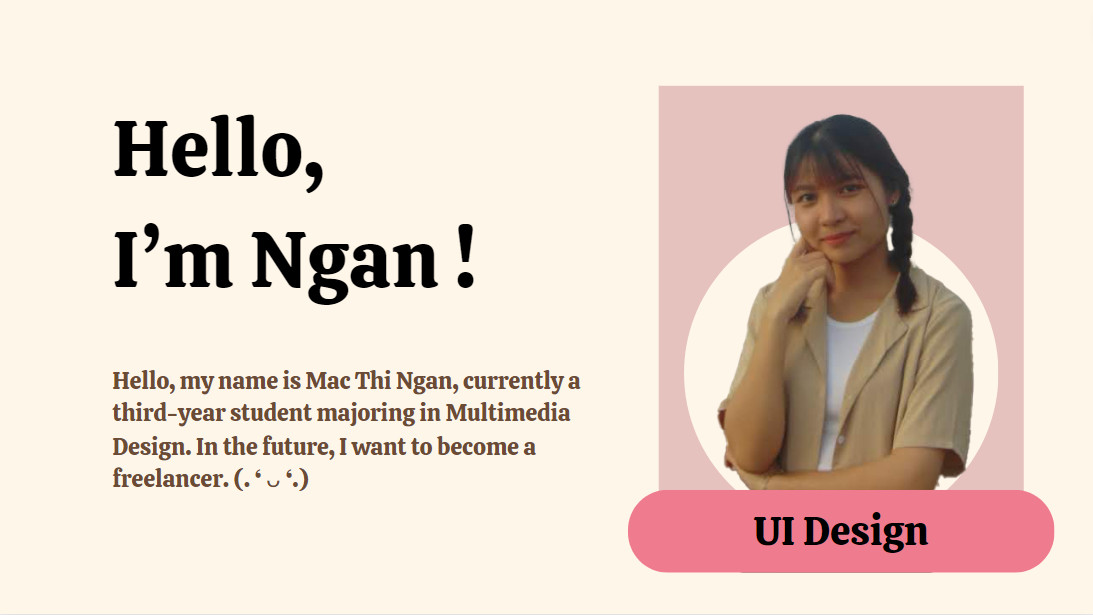 Hello,
I’m Ngan !
Hello, my name is Mac Thi Ngan, currently a
third-year student majoring in Multimedia
Design. In the future, I want to become a
freelancer. (. ‘ ᴗ ‘.)
UI Design